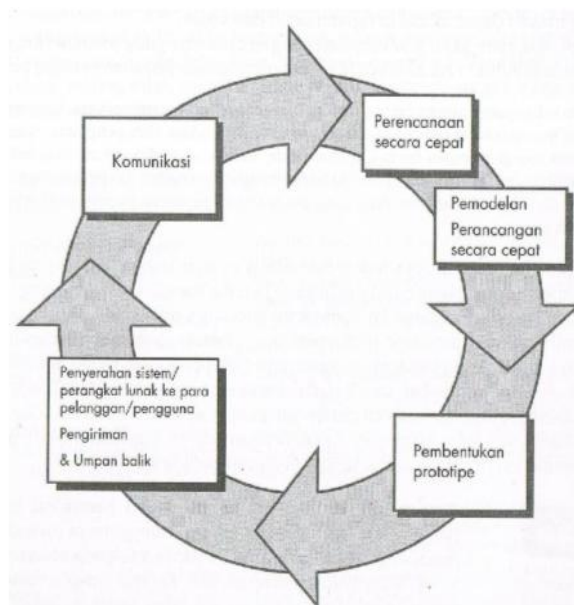 Komunikasi
Perencanaan
secara cepat
Pemodelan
Perancangan
secara cepat
Pembentukan
prototipe
Penyerahan sistem/
perangkat lunak ke para
pelanggan/pengguna
Pengiriman
& Umpan balik